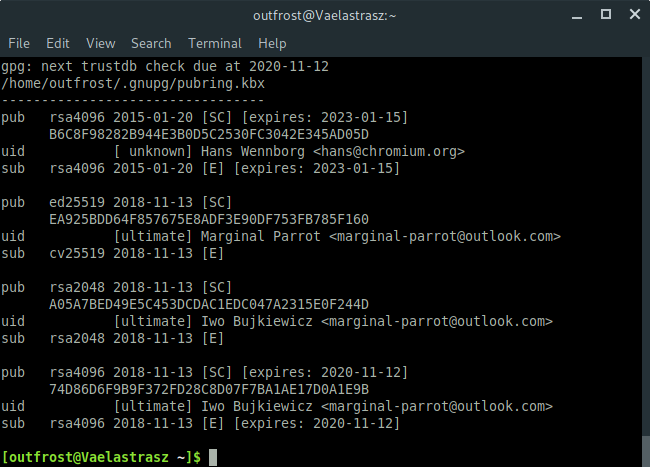 outfrost@Vaelastrasz:~
File Edit View Search Terminal Help
gpg: next trustdb check due at 2020-11-12
/home/outfrost/.gnupg/pubring.kbx
---------------------------------
pub   rsa4096 2015-01-20 [SC] [expires: 2023-01-15]
      B6C8F98282B944E3B0D5C2530FC3042E345AD05D
uid           [ unknown] Hans Wennborg <hans@chromium.org>
sub   rsa4096 2015-01-20 [E] [expires: 2023-01-15]

pub   ed25519 2018-11-13 [SC]
      EA925BDD64F857675E8ADF3E90DF753FB785F160
uid           [ultimate] Marginal Parrot <marginal-parrot@outlook.com>
sub   cv25519 2018-11-13 [E]

pub   rsa2048 2018-11-13 [SC]
      A05A7BED49E5C453DCDAC1EDC047A2315E0F244D
uid           [ultimate] Iwo Bujkiewicz <marginal-parrot@outlook.com>
sub   rsa2048 2018-11-13 [E]

pub   rsa4096 2018-11-13 [SC] [expires: 2020-11-12]
      74D86D6F9B9F372FD28C8D07F7BA1AE17D0A1E9B
uid           [ultimate] Iwo Bujkiewicz <marginal-parrot@outlook.com>
sub   rsa4096 2018-11-13 [E] [expires: 2020-11-12]

[outfrost@Vaelastrasz ~]$